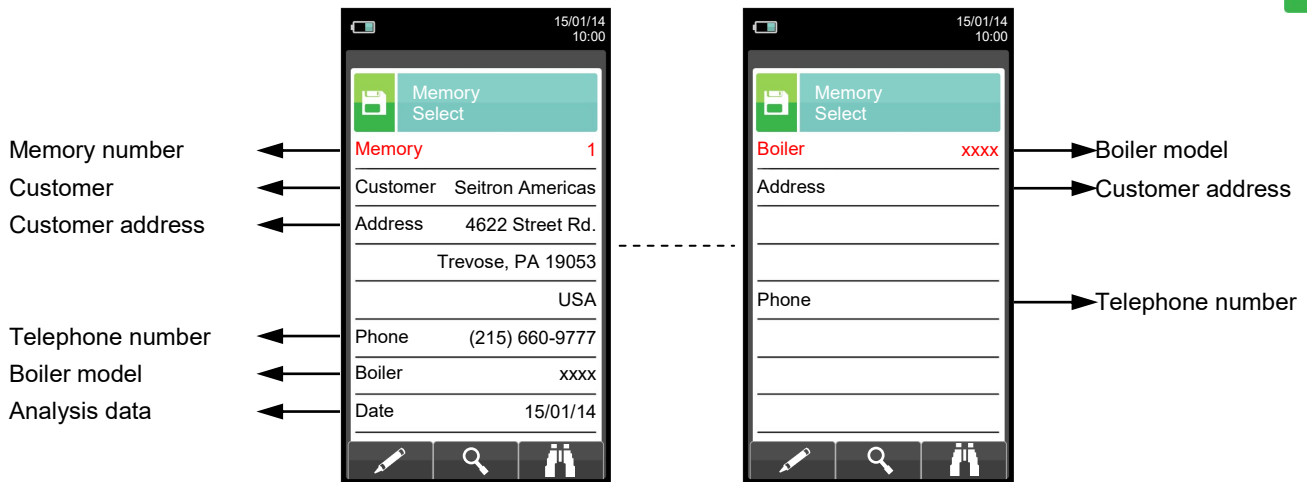 15/01/14
10:00
Memory
Select
Memory 1
Customer Seitron Americas
Address 4622 Street Rd.
Trevose, PA 19053
USA
Phone (215) 660-9777
Boiler xxxx
Date 15/01/14
Memory number
Customer
Customer address
Telephone number
Boiler model
Analysis data
15/01/14
10:00
Memory
Select
Boiler xxxx
Address
Phone
Boiler model
Customer address
Telephone number